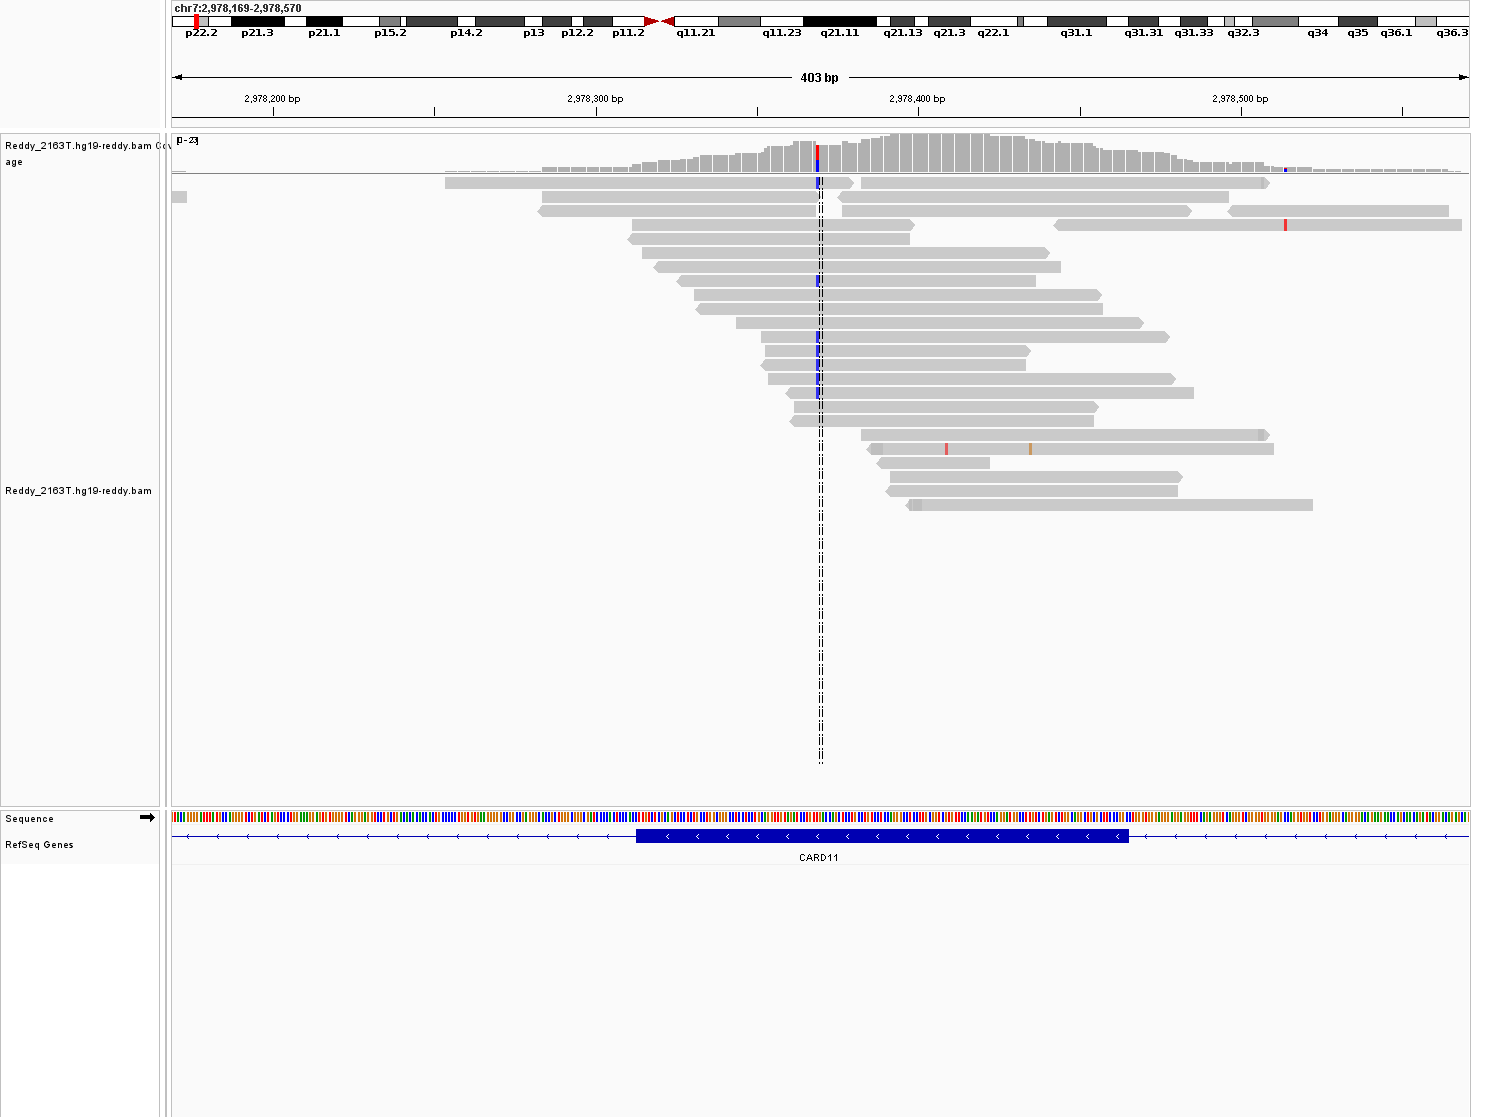 chr7:2,978,169-2,978,570
p22.2 p21.3 p21.1 p15.2 p14.2 p13 p12.2 p11.2 q11.21 q11.23 q21.11 q21.13 q21.3 q22.1 q31.1 q31.31 q31.33 q32.3 q34 q35 q36.1 q36.3
403 bp
2,978,200 bp 2,978,300 bp 2,978,400 bp 2,978,500 bp
Reddy_2163T.hg19-reddy.bam Cov
age
[0 - 23]
Reddy_2163T.hg19-reddy.bam
Sequence
RefSeq Genes
CARD11